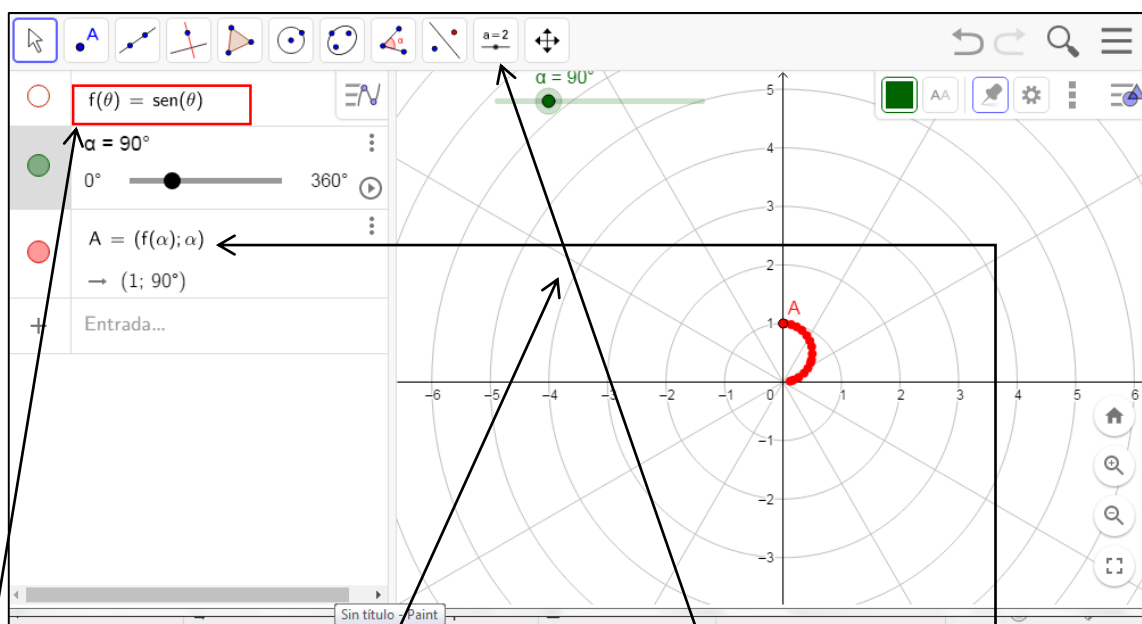 A
α
a=2
f(θ) = sen(θ)
α = 90°
0°
360°
A = (f(α); α)
→ (1; 90°)
+
Entrada...
α = 90°
AA
5
4
3
2
1
A
−6
−5
−4
−3
−2
−1
0
1
2
3
4
5
6
−1
−2
−3
Sin título - Paint